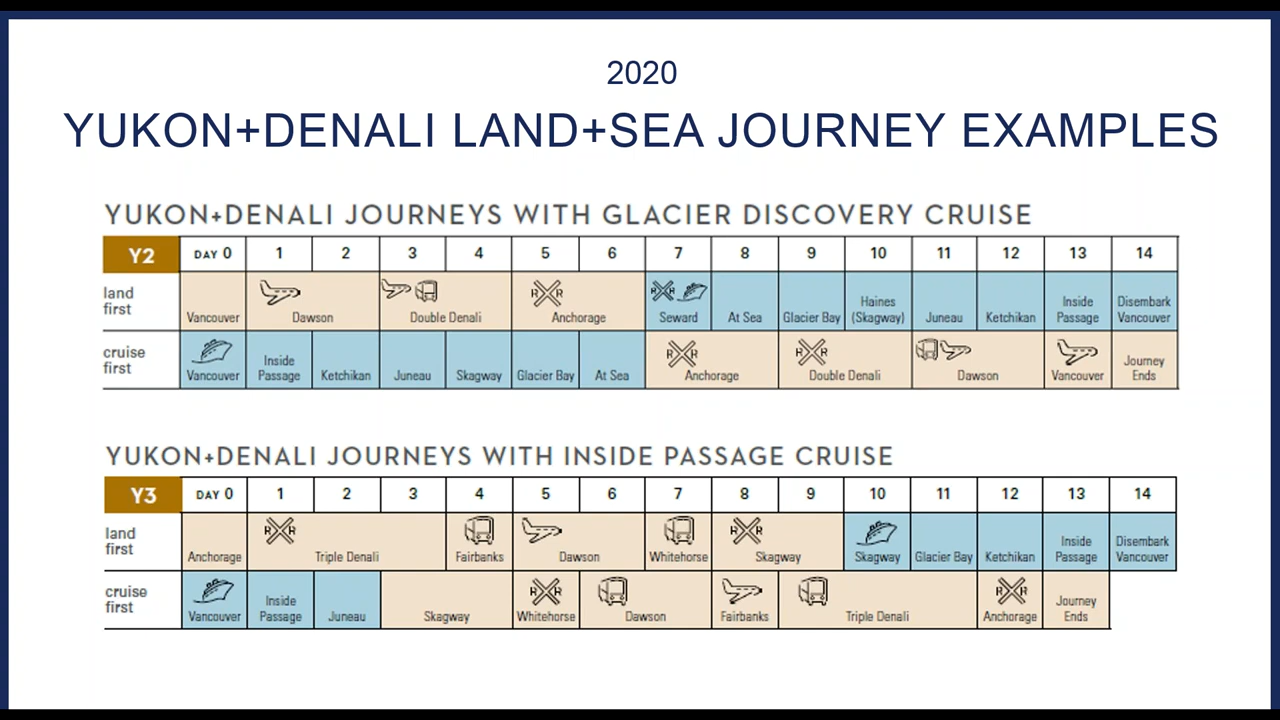 2020
YUKON+DENALI LAND+SEA JOURNEY EXAMPLES
YUKON+DENALI JOURNEYS WITH GLACIER DISCOVERY CRUISE
Y2 DAY 0 1 2 3 4 5 6 7 8 9 10 11 12 13 14
land first Vancouver Dawson Double Denali R R Anchorage R R Seward At Sea Glacier Bay Haines (Skagway) Juneau Ketchikan Inside Passage Disembark Vancouver
cruise first Vancouver Inside Passage Ketchikan Juneau Skagway Glacier Bay At Sea R R Anchorage R R Double Denali Dawson Vancouver Journey Ends
YUKON+DENALI JOURNEYS WITH INSIDE PASSAGE CRUISE
Y3 DAY 0 1 2 3 4 5 6 7 8 9 10 11 12 13 14
land first Anchorage R R Triple Denali Fairbanks Dawson Whitehorse R R Skagway Skagway Glacier Bay Ketchikan Inside Passage Disembark Vancouver
cruise first Vancouver Inside Passage Juneau Skagway R R Whitehorse Dawson Fairbanks Triple Denali R R Anchorage Journey Ends